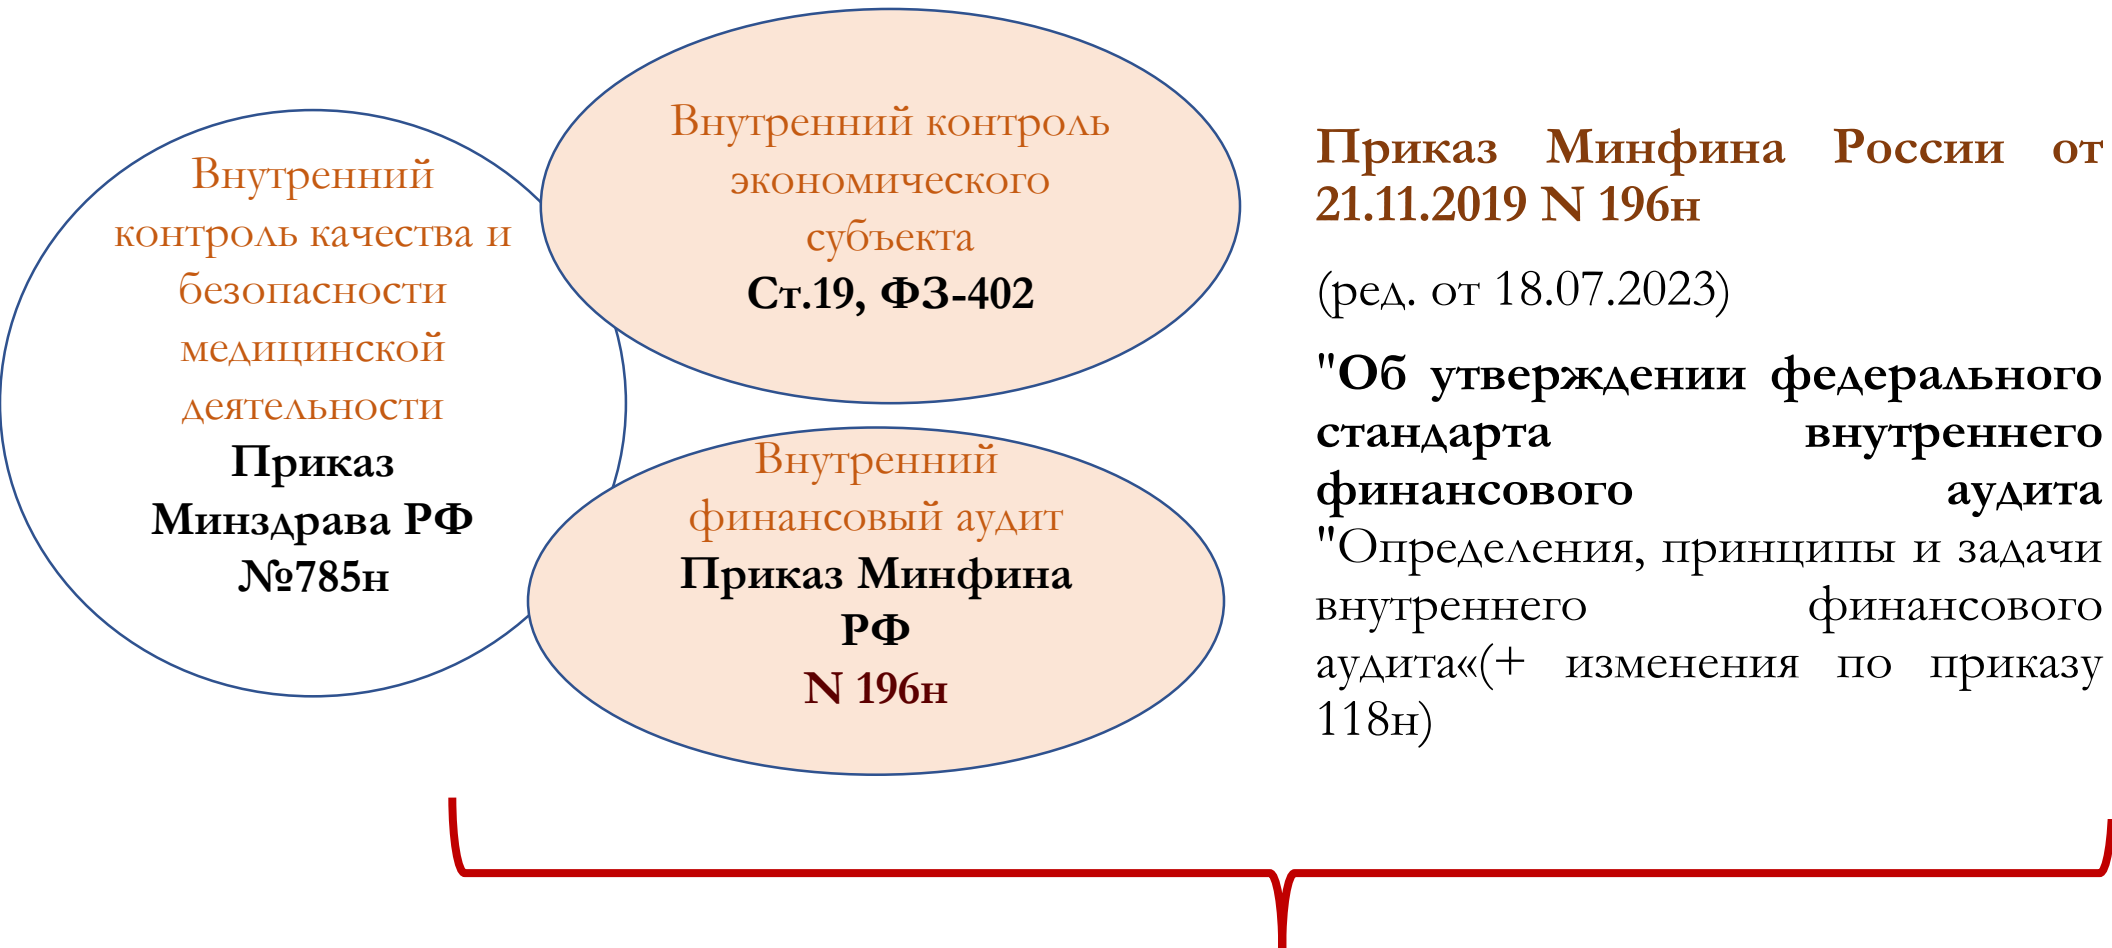 Внутренний
контроль качества и
безопасности
медицинской
деятельности
Приказ
Минздрава РФ
№785н
Внутренний контроль
экономического
субъекта
Ст.19, ФЗ-402
Внутренний
финансовый аудит
Приказ Минфина
РФ
N 196н
Приказ Минфина России от
21.11.2019 N 196н
(ред. от 18.07.2023)
"Об утверждении федерального
стандарта внутреннего
финансового аудита
"Определения, принципы и задачи
внутреннего финансового
аудита«(+ изменения по приказу
118н)